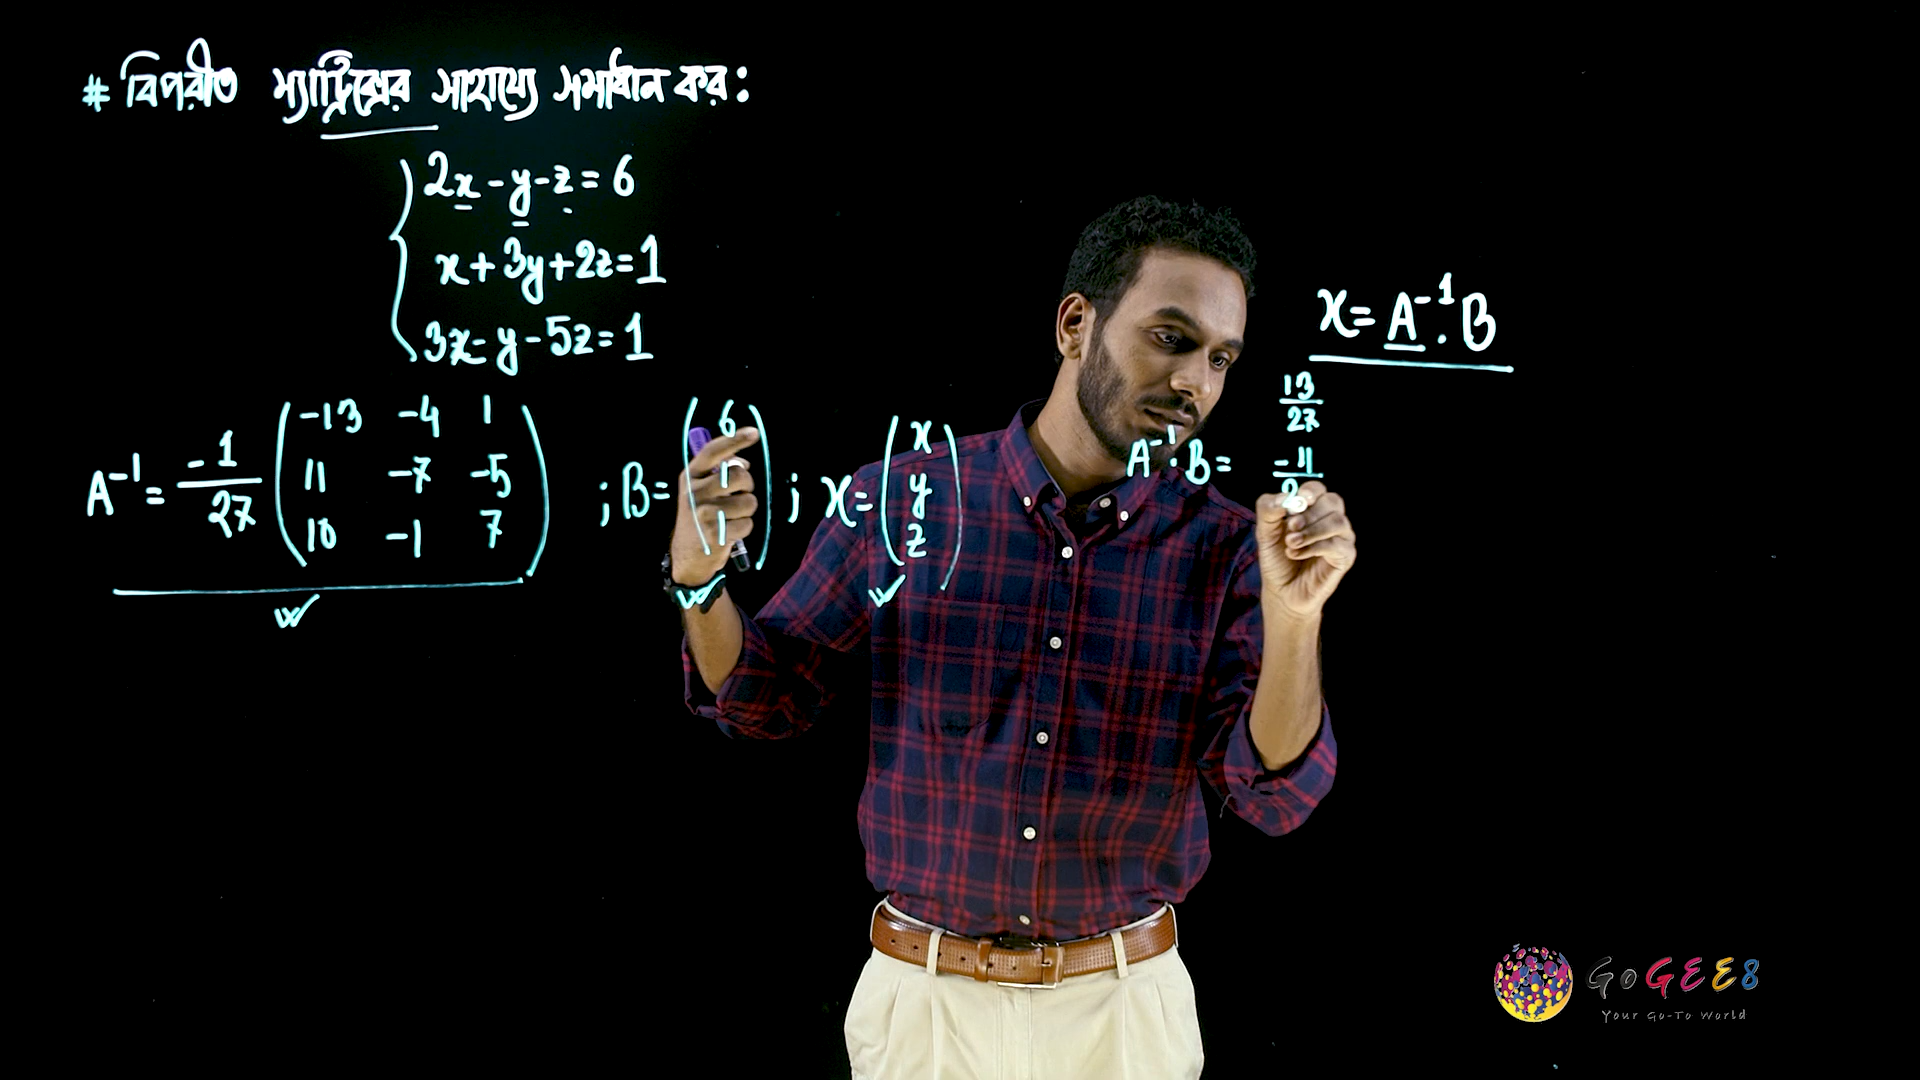 # বিপরীত ম্যাট্রিক্সের সাহায্যে সমাধান কর:
2x - y - z = 6
x + 3y + 2z = 1
3x - y - 5z = 1
x = A⁻¹ · B
A⁻¹ = -1/27 (-13 -4 1
11 -7 -5
10 -1 7)
; B = (6
1
1)
; x = (x
y
z)
A⁻¹ · B =
13/27
-11/
GoGEE8
Your Go-To World